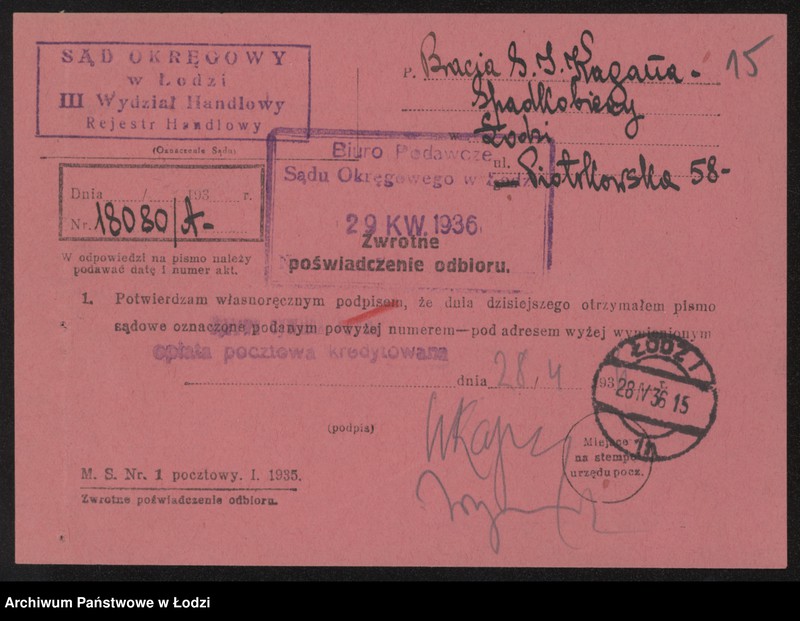 SĄD OKRĘGOWY
w Łodzi
III Wydział Handlowy
Rejestr Handlowy
(Oznaczenie Sądu)
P. Bracja S. I. Kagana - 15
Spadkobiercy
w Łodzi
ul. Piotrkowska 58-
Biuro Podawcze
Sądu Okręgowego w Łodzi
29 KW. 1936
Dnia / 193 r.
Nr. 18080/A-
W odpowiedzi na pismo należy
podawać datę i numer akt.
Zwrotne
poświadczenie odbioru.
1. Potwierdzam własnoręcznym podpisem, że dnia dzisiejszego otrzymałem pismo
sądowe oznaczone podanym powyżej numerem—pod adresem wyżej wymienionym
opłata pocztowa kredytowana
dnia 28.4 193
ŁODZI
28 IV 36 15
(podpis)
Miejsce
na stempel
urzędu pocz.
M. S. Nr. 1 pocztowy. I. 1935.
Zwrotne poświadczenie odbioru.
Archiwum Państwowe w Łodzi